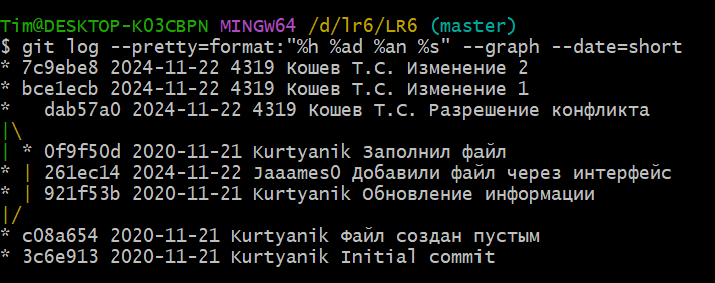 Tim@DESKTOP-K03CBPN MINGW64 /d/lr6/LR6 (master)
$ git log --pretty=format:"%h %ad %an %s" --graph --date=short
* 7c9ebe8 2024-11-22 4319 Кошев Т.С. Изменение 2
* bce1ecb 2024-11-22 4319 Кошев Т.С. Изменение 1
*   dab57a0 2024-11-22 4319 Кошев Т.С. Разрешение конфликта
|\
| * 0f9f50d 2020-11-21 Kurtyanik Заполнил файл
* | 261ec14 2024-11-22 Jaaames0 Добавили файл через интерфейс
* | 921f53b 2020-11-21 Kurtyanik Обновление информации
|/
* c08a654 2020-11-21 Kurtyanik Файл создан пустым
* 3c6e913 2020-11-21 Kurtyanik Initial commit